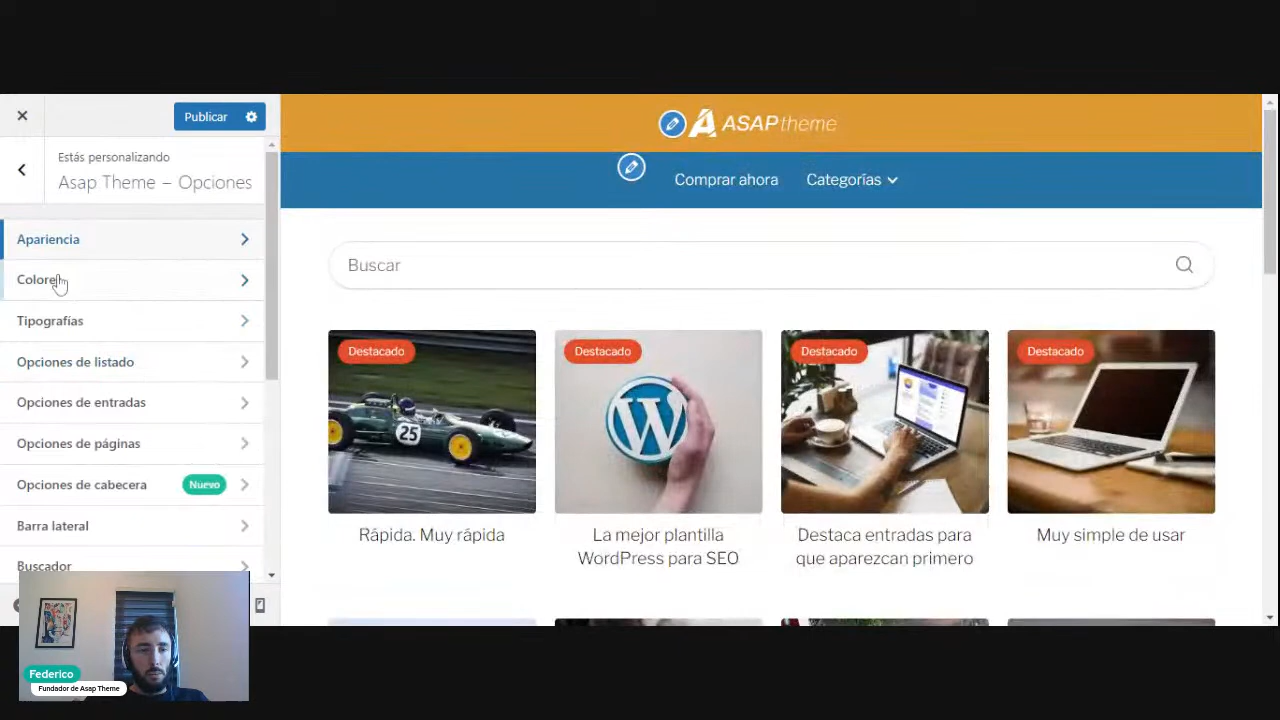 Publicar
Estás personalizando
Asap Theme – Opciones
Apariencia
Colores
Tipografías
Opciones de listado
Opciones de entradas
Opciones de páginas
Opciones de cabecera
Nuevo
Barra lateral
Buscador
Federico
Fundador de Asap Theme
ASAP theme
Comprar ahora
Categorías
Buscar
Destacado
Destacado
Destacado
Destacado
25
Rápida. Muy rápida
La mejor plantilla
WordPress para SEO
Destaca entradas para
que aparezcan primero
Muy simple de usar